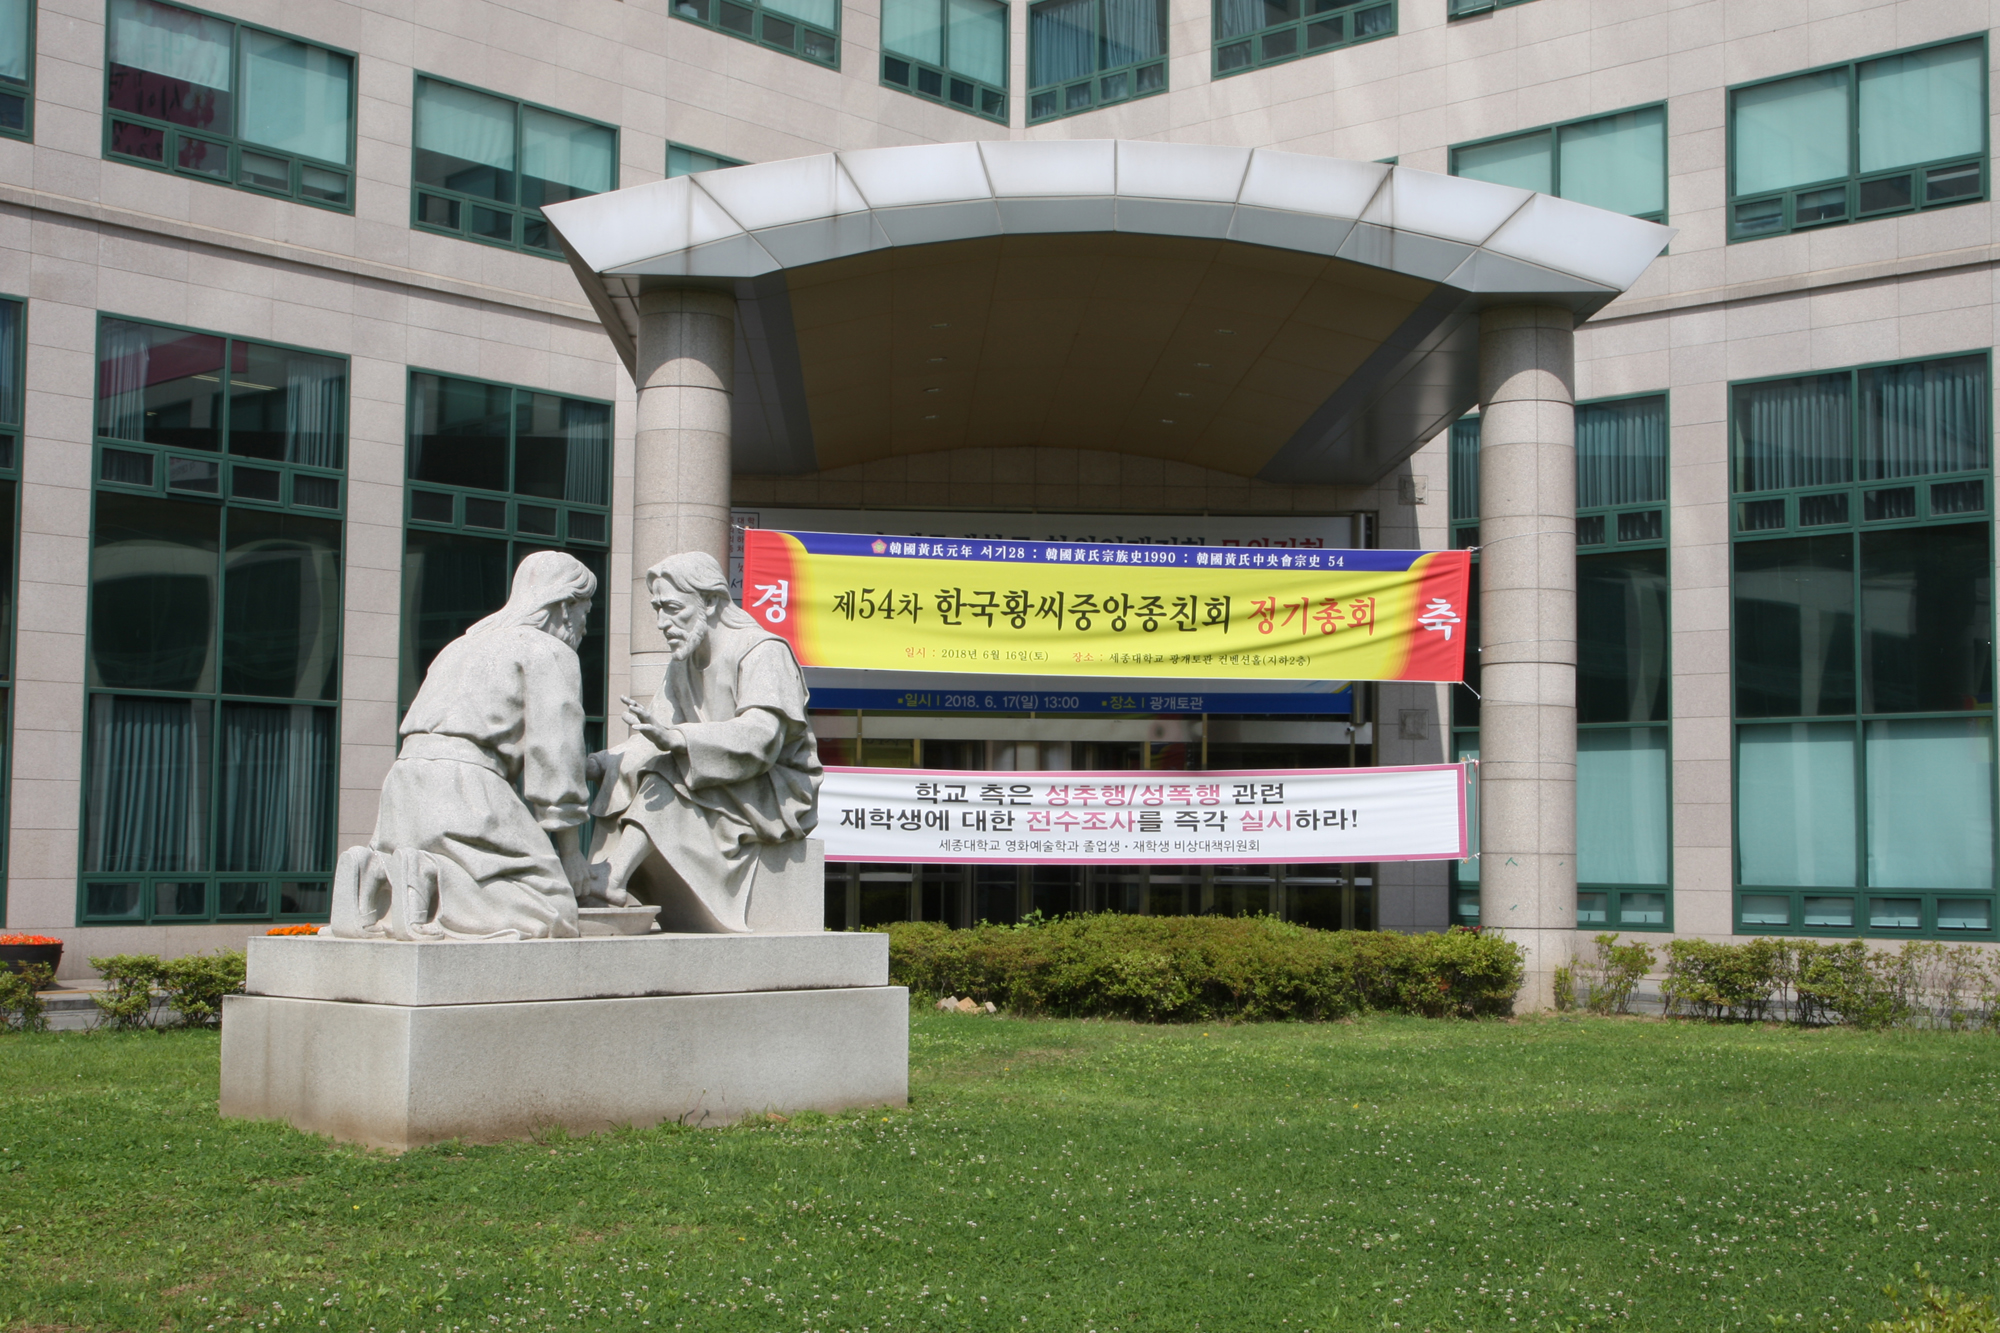 韓國黃氏元年 서기28 : 韓國黃氏宗族史1990 : 韓國黃氏中央會宗史 54
경 축
제54차 한국황씨중앙종친회 정기총회
일시 : 2018년 6월 16일(토) 장소 : 세종대학교 광개토관 컨벤션홀(지하2층)
▪일시 | 2018. 6. 17(일) 13:00 ▪장소 | 광개토관
학교 측은 성추행/성폭행 관련
재학생에 대한 전수조사를 즉각 실시하라!
세종대학교 영화예술학과 졸업생・재학생 비상대책위원회